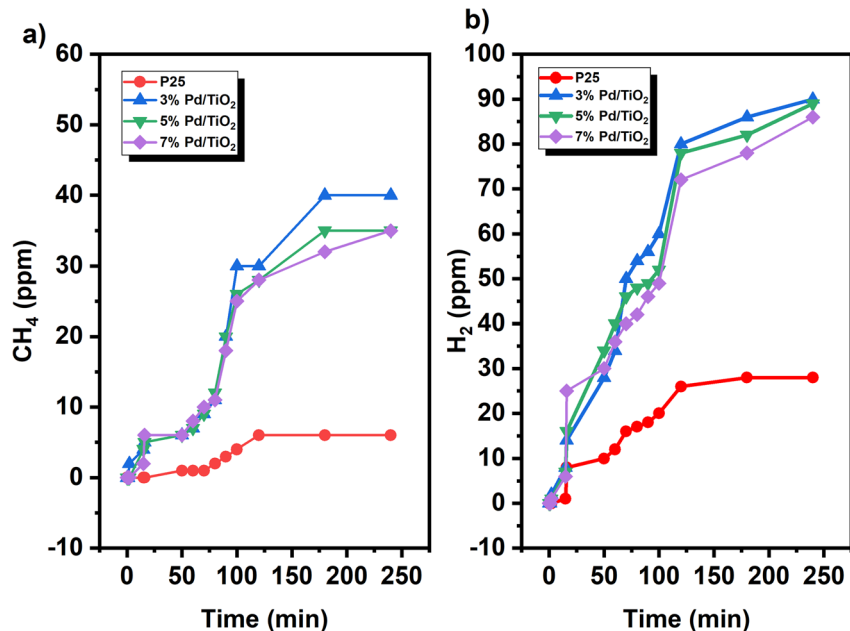 a)
60
50
40
30
20
10
0
-10
CH4 (ppm)
P25
3% Pd/TiO2
5% Pd/TiO2
7% Pd/TiO2
0 50 100 150 200 250
Time (min)
b)
100
90
80
70
60
50
40
30
20
10
0
-10
H2 (ppm)
P25
3% Pd/TiO2
5% Pd/TiO2
7% Pd/TiO2
0 50 100 150 200 250
Time (min)